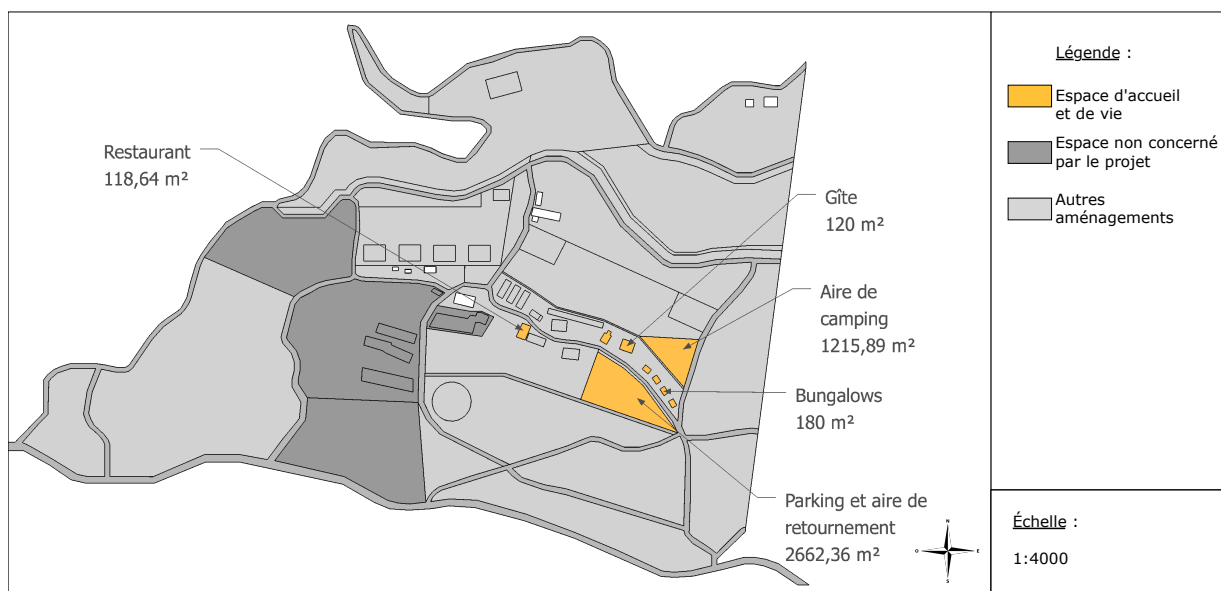 Restaurant
118,64 m²
Gîte
120 m²
Aire de
camping
1215,89 m²
Bungalows
180 m²
Parking et aire de
retournement
2662,36 m²
N
O
E
S
Légende :
Espace d'accueil
et de vie
Espace non concerné
par le projet
Autres
aménagements
Échelle :
1:4000